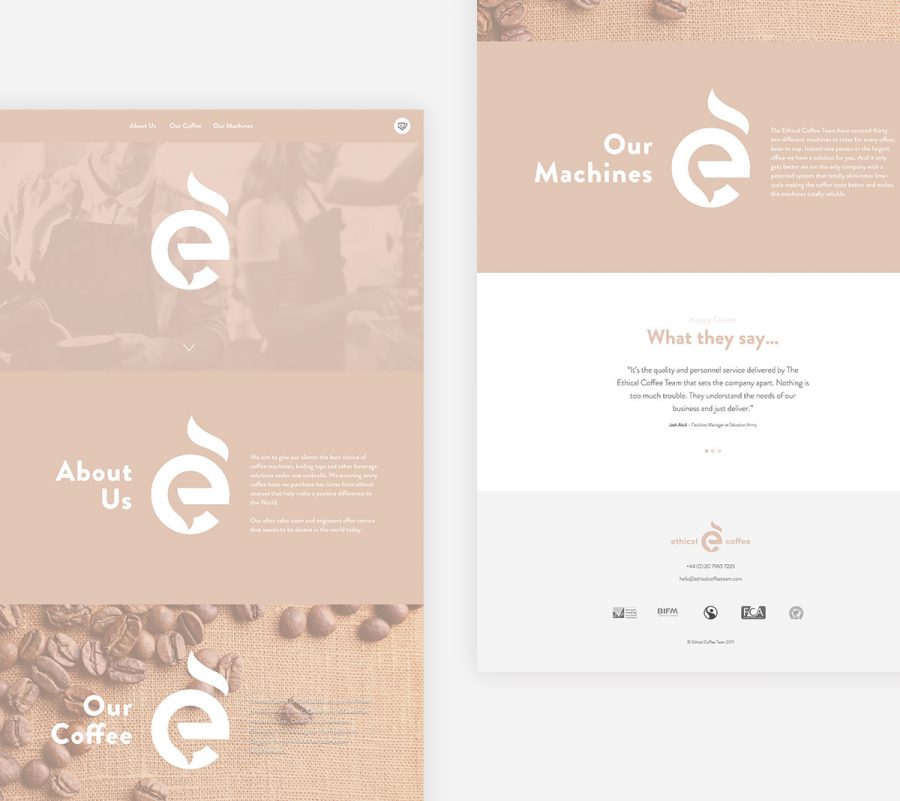 About Us
Our Coffee
Our Machines
About
Us
We aim to give our clients the best choice of
coffee machines, boiling taps and other beverage
solutions under one umbrella. We ensuring every
coffee bean we purchase has come from ethical
sources that help make a positive difference to
the World.
Our after-sales team and engineers offer service
that seems to be absent in the world today.
Our
Coffee
Our
Machines
The Ethical Coffee Team have sourced thirty-
two different machines to cater for every office,
bean to cup, Instant one person or the largest
office we have a solution for you. And it only
gets better we are the only company with a
patented system that totally eliminates lime-
scale making the coffee taste better and makes
the machines totally reliable.
Happy Clients
What they say...
“It's the quality and personnel service delivered by The
Ethical Coffee Team that sets the company apart. Nothing is
too much trouble. They understand the needs of our
business and just deliver.”
Josh - Facilities Manager at Salvation Army
ethical e coffee
+44 (0) 20 7965 7225
hello@ethicalcoffeeteam.com
BIFM
FCA
© Ethical Coffee Team 2017